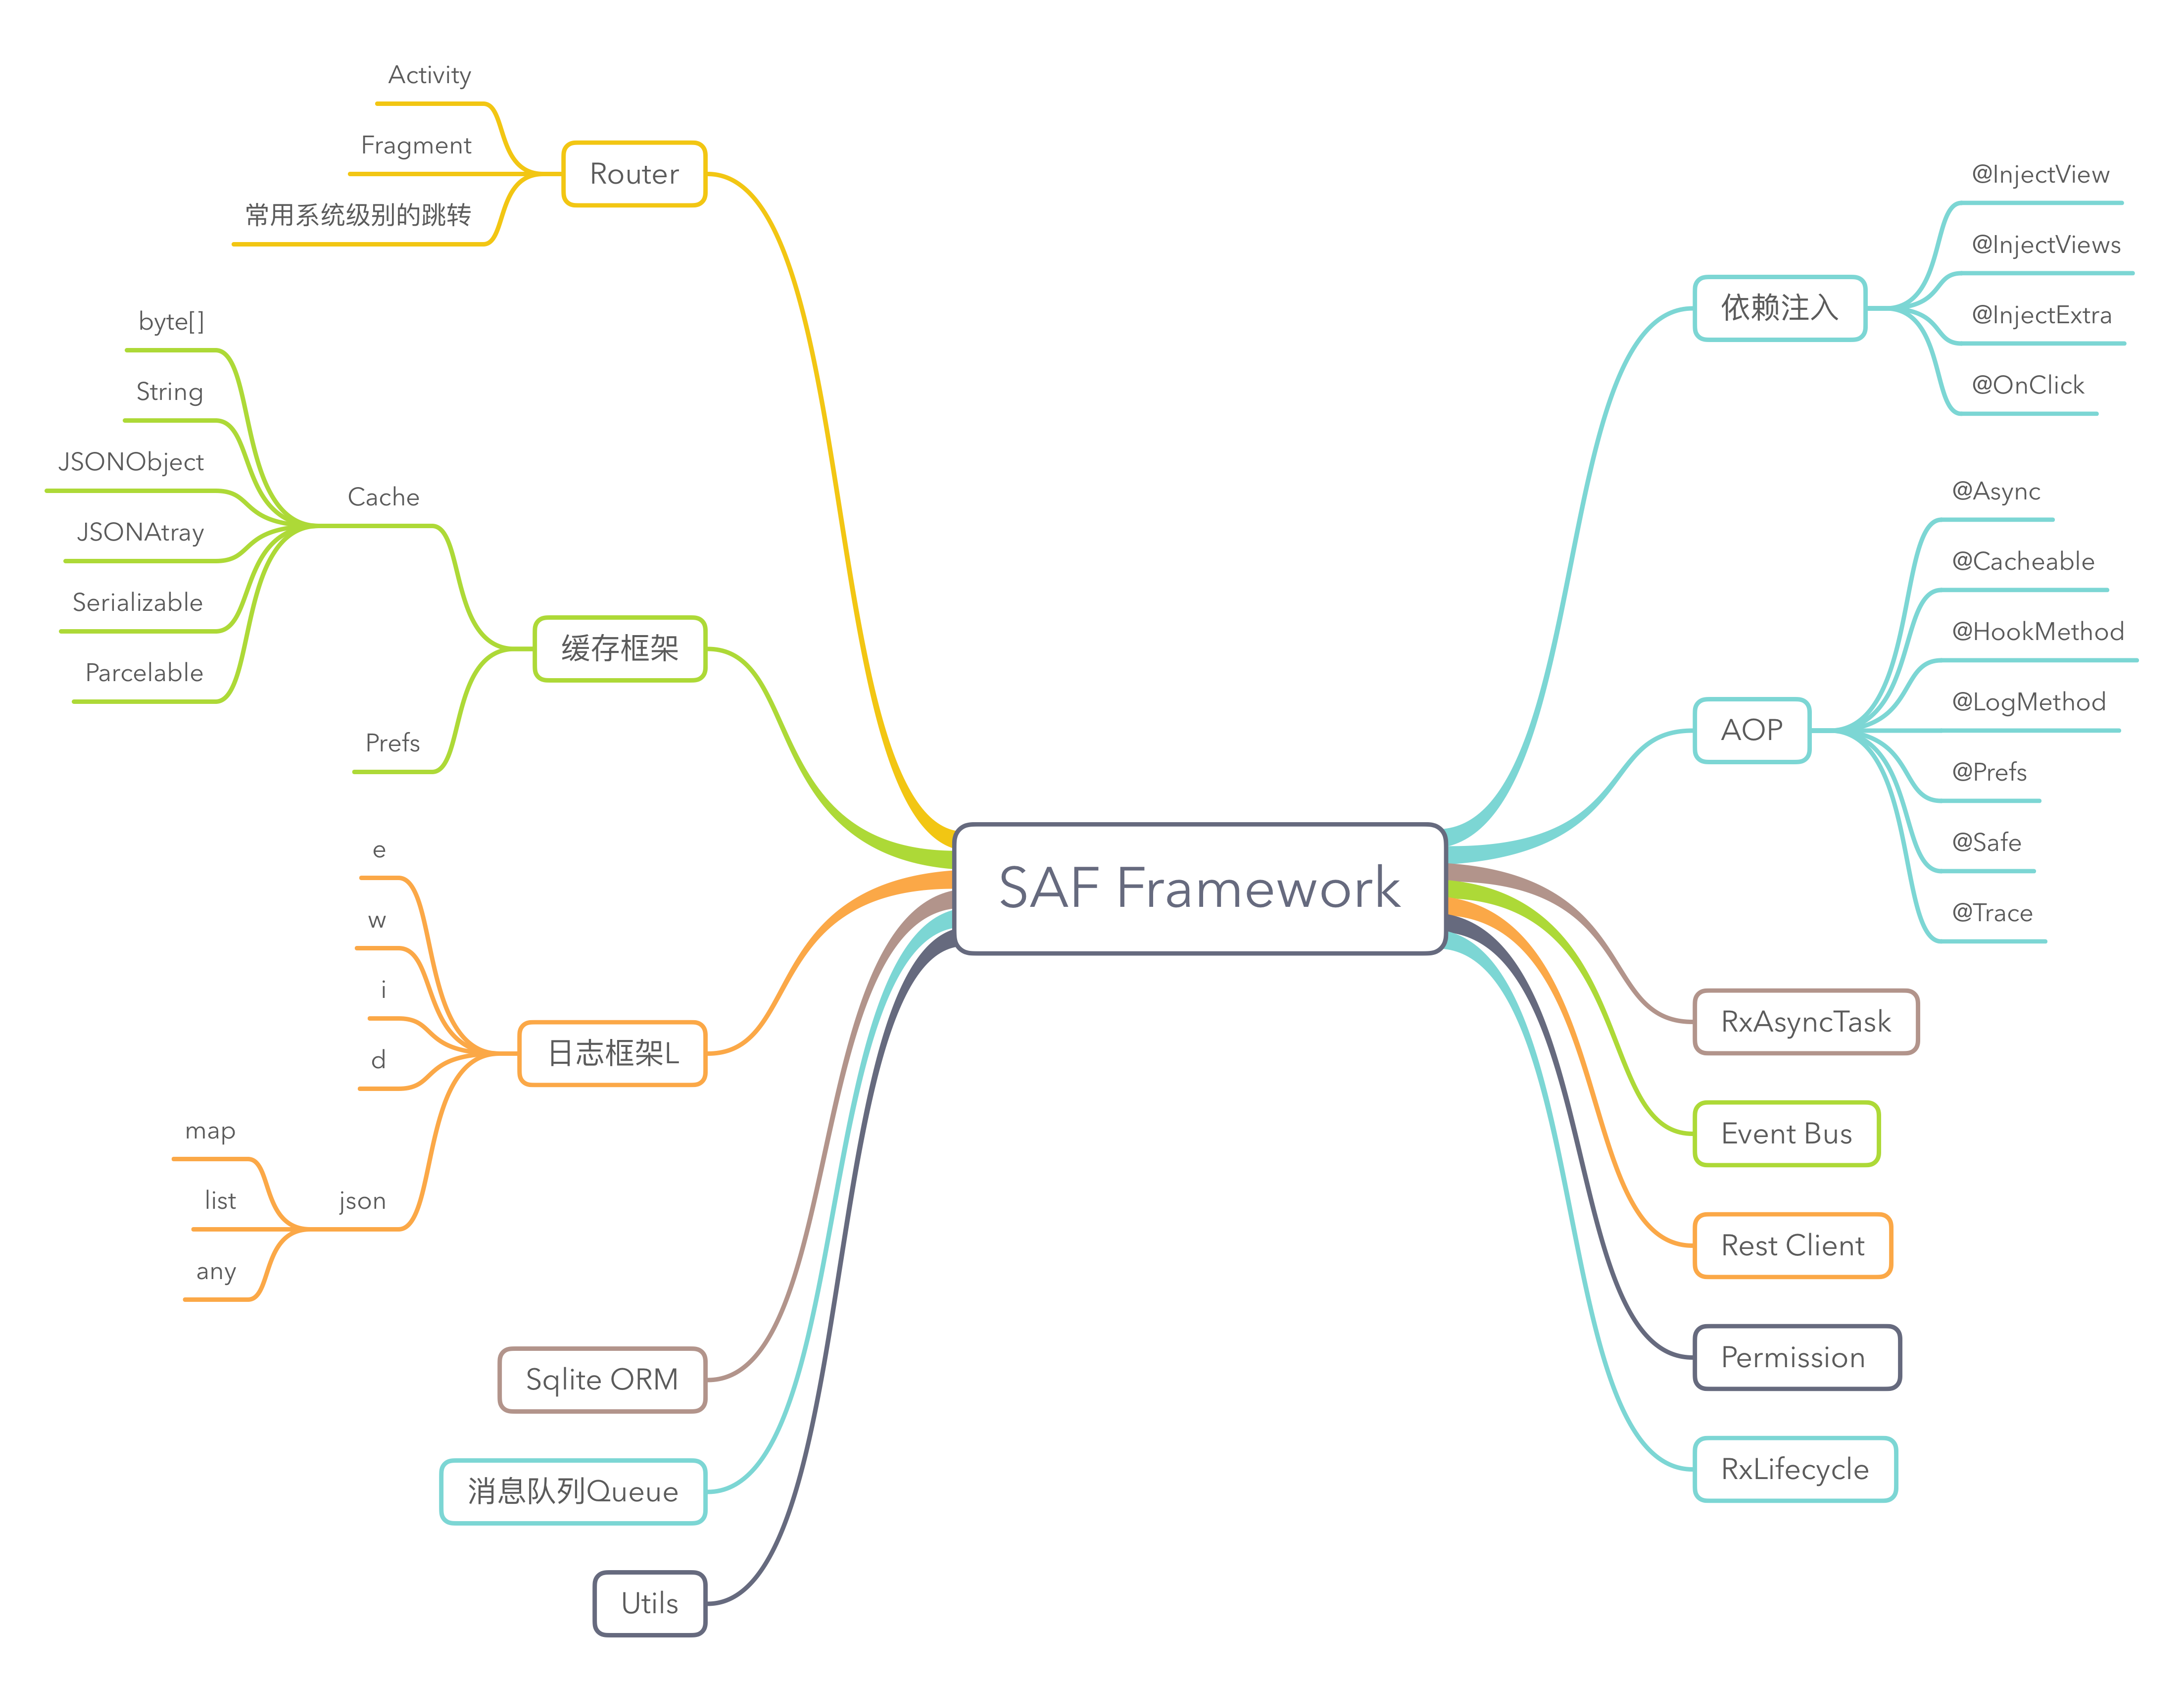 SAF Framework
Router
Activity
Fragment
常用系统级别的跳转
缓存框架
Cache
byte[]
String
JSONObject
JSONAtray
Serializable
Parcelable
Prefs
日志框架L
e
w
i
d
json
map
list
any
Sqlite ORM
消息队列Queue
Utils
依赖注入
@InjectView
@InjectViews
@InjectExtra
@OnClick
AOP
@Async
@Cacheable
@HookMethod
@LogMethod
@Prefs
@Safe
@Trace
RxAsyncTask
Event Bus
Rest Client
Permission
RxLifecycle